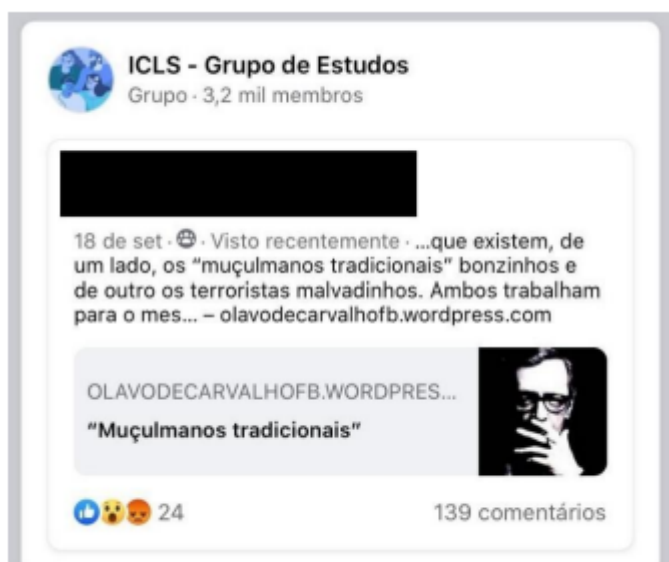 ICLS - Grupo de Estudos
Grupo · 3,2 mil membros
18 de set · Visto recentemente · ...que existem, de
um lado, os “muçulmanos tradicionais” bonzinhos e
de outro os terroristas malvadinhos. Ambos trabalham
para o mes... – olavodecarvalhofb.wordpress.com
OLAVODECARVALHOFB.WORDPRES...
“Muçulmanos tradicionais”
24
139 comentários